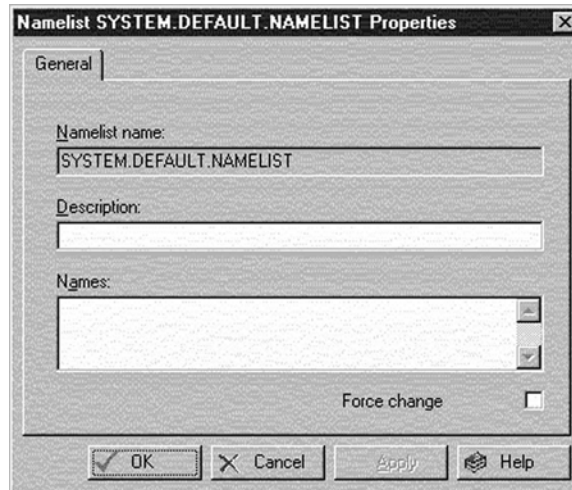 Namelist SYSTEM.DEFAULT.NAMELIST Properties
General
Namelist name:
SYSTEM.DEFAULT.NAMELIST
Description:
Names:
Force change
OK Cancel Apply Help